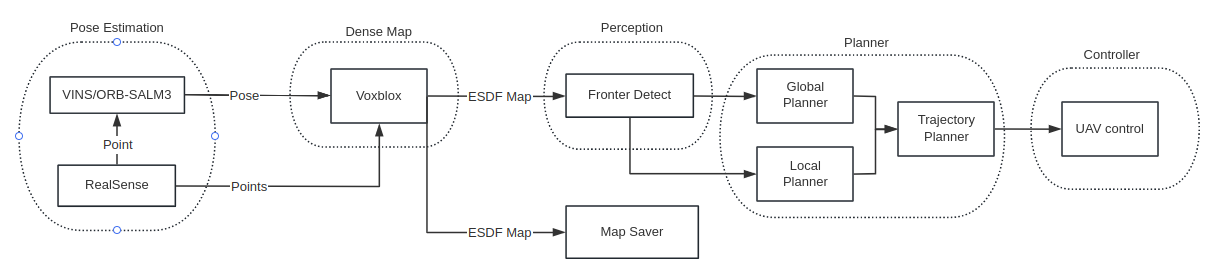 Pose Estimation
Dense Map
Perception
Planner
Controller
VINS/ORB-SALM3
Pose
Voxblox
ESDF Map
Fronter Detect
Global
Planner
Trajectory
Planner
UAV control
Point
RealSense
Points
Local
Planner
ESDF Map
Map Saver